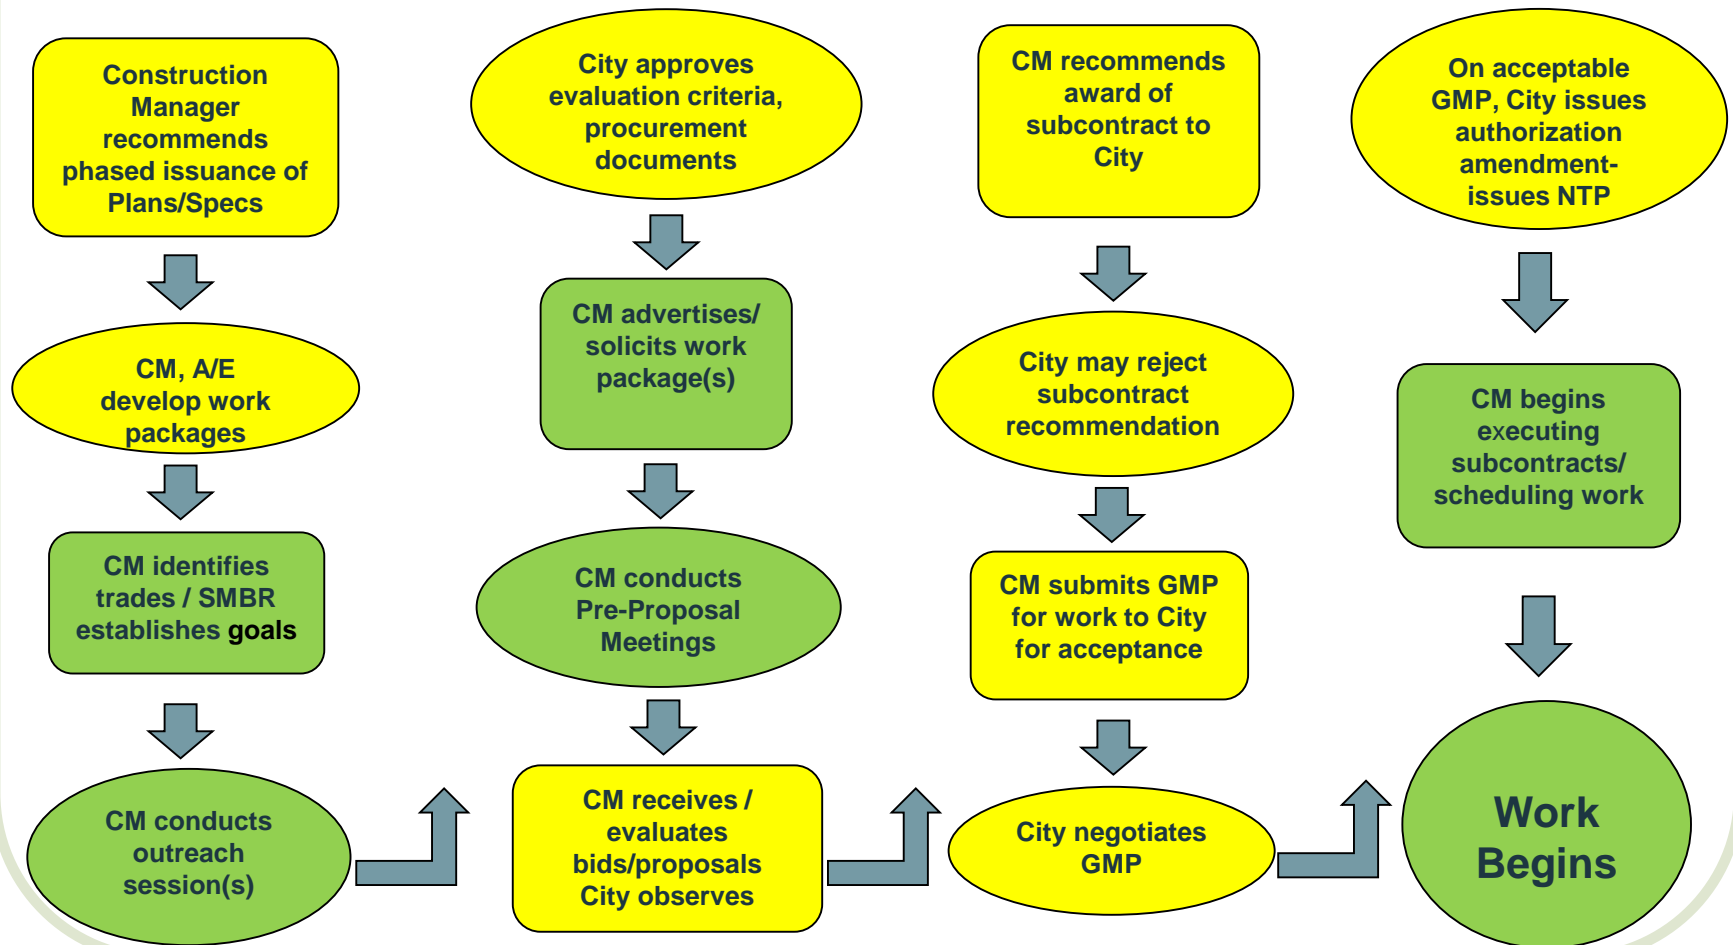 Construction
Manager
recommends
phased issuance of
Plans/Specs
CM, A/E
develop work
packages
CM identifies
trades / SMBR
establishes goals
CM conducts
outreach
session(s)
City approves
evaluation criteria,
procurement
documents
CM advertises/
solicits work
package(s)
CM conducts
Pre-Proposal
Meetings
CM receives /
evaluates
bids/proposals
City observes
CM recommends
award of
subcontract to
City
City may reject
subcontract
recommendation
CM submits GMP
for work to City
for acceptance
City negotiates
GMP
On acceptable
GMP, City issues
authorization
amendment-
issues NTP
CM begins
executing
subcontracts/
scheduling work
Work
Begins